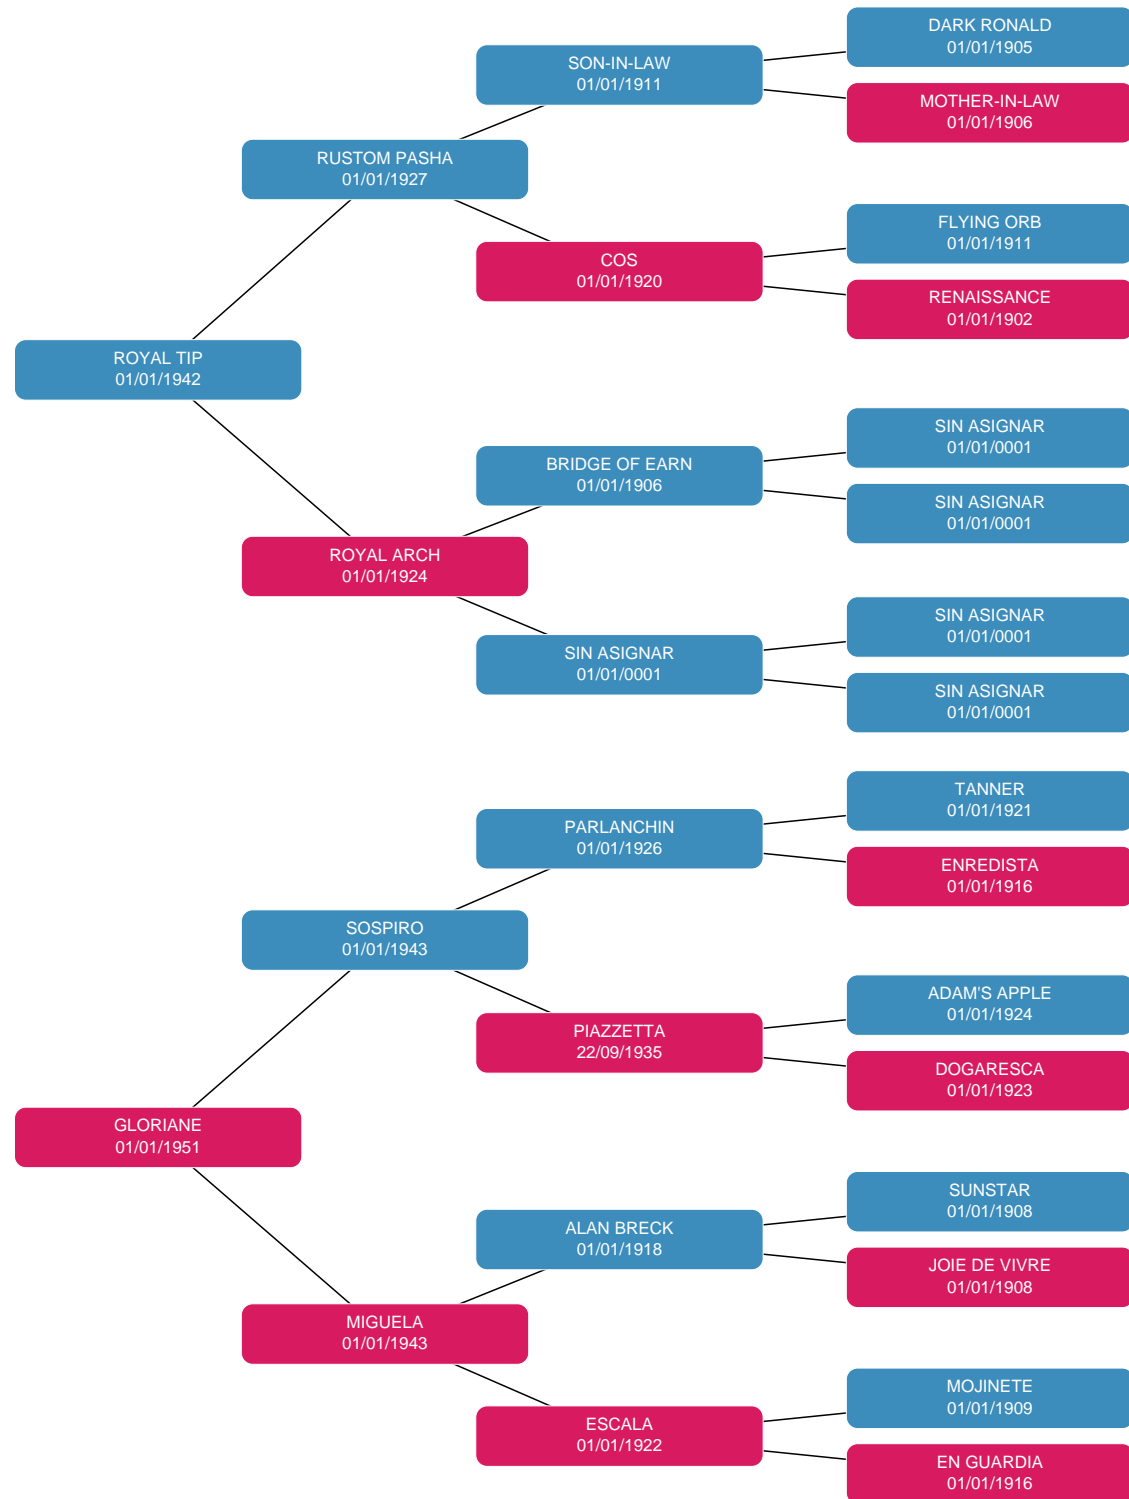 DARK RONALD
01/01/1905
SON-IN-LAW
01/01/1911
MOTHER-IN-LAW
01/01/1906
RUSTOM PASHA
01/01/1927
FLYING ORB
01/01/1911
COS
01/01/1920
RENAISSANCE
01/01/1902
ROYAL TIP
01/01/1942
SIN ASIGNAR
01/01/0001
BRIDGE OF EARN
01/01/1906
SIN ASIGNAR
01/01/0001
ROYAL ARCH
01/01/1924
SIN ASIGNAR
01/01/0001
SIN ASIGNAR
01/01/0001
SIN ASIGNAR
01/01/0001
TANNER
01/01/1921
PARLANCHIN
01/01/1926
ENREDISTA
01/01/1916
SOSPIRO
01/01/1943
ADAM'S APPLE
01/01/1924
PIAZZETTA
22/09/1935
DOGARESCA
01/01/1923
GLORIANE
01/01/1951
SUNSTAR
01/01/1908
ALAN BRECK
01/01/1918
JOIE DE VIVRE
01/01/1908
MIGUELA
01/01/1943
MOJINETE
01/01/1909
ESCALA
01/01/1922
EN GUARDIA
01/01/1916